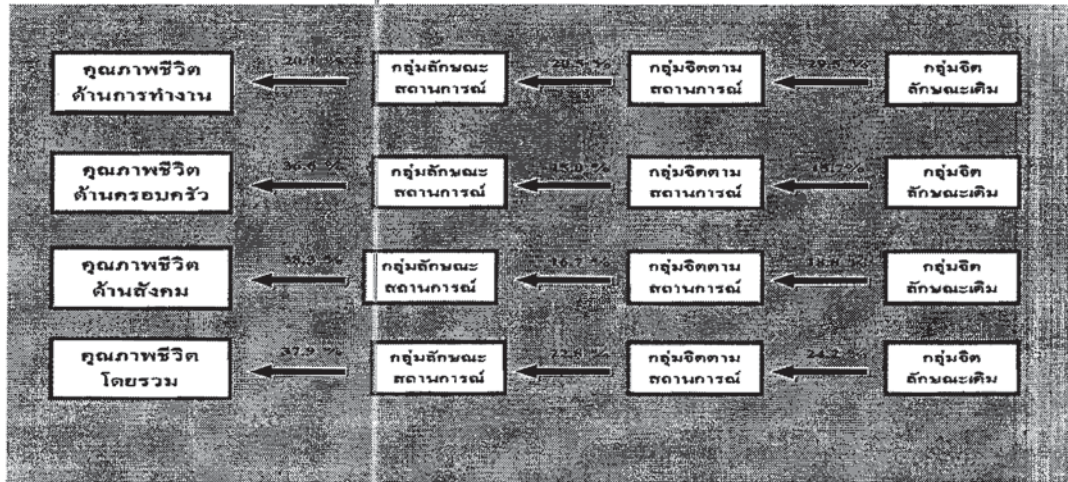 คุณภาพชีวิต
ด้านการทำงาน
กลุ่มลักษณะ
สถานการณ์
กลุ่มจิตตาม
สถานการณ์
กลุ่มจิต
ลักษณะเดิม
คุณภาพชีวิต
ด้านครอบครัว
กลุ่มลักษณะ
สถานการณ์
กลุ่มจิตตาม
สถานการณ์
กลุ่มจิต
ลักษณะเดิม
คุณภาพชีวิต
ด้านสังคม
กลุ่มลักษณะ
สถานการณ์
16.7 %
กลุ่มจิตตาม
สถานการณ์
กลุ่มจิต
ลักษณะเดิม
คุณภาพชีวิต
โดยรวม
37.9 %
กลุ่มลักษณะ
สถานการณ์
22.8 %
กลุ่มจิตตาม
สถานการณ์
กลุ่มจิต
ลักษณะเดิม